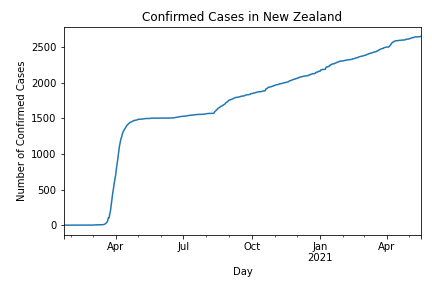 Confirmed Cases in New Zealand
Number of Confirmed Cases
2500
2000
1500
1000
500
0
Apr
Jul
Oct
Jan
2021
Apr
Day